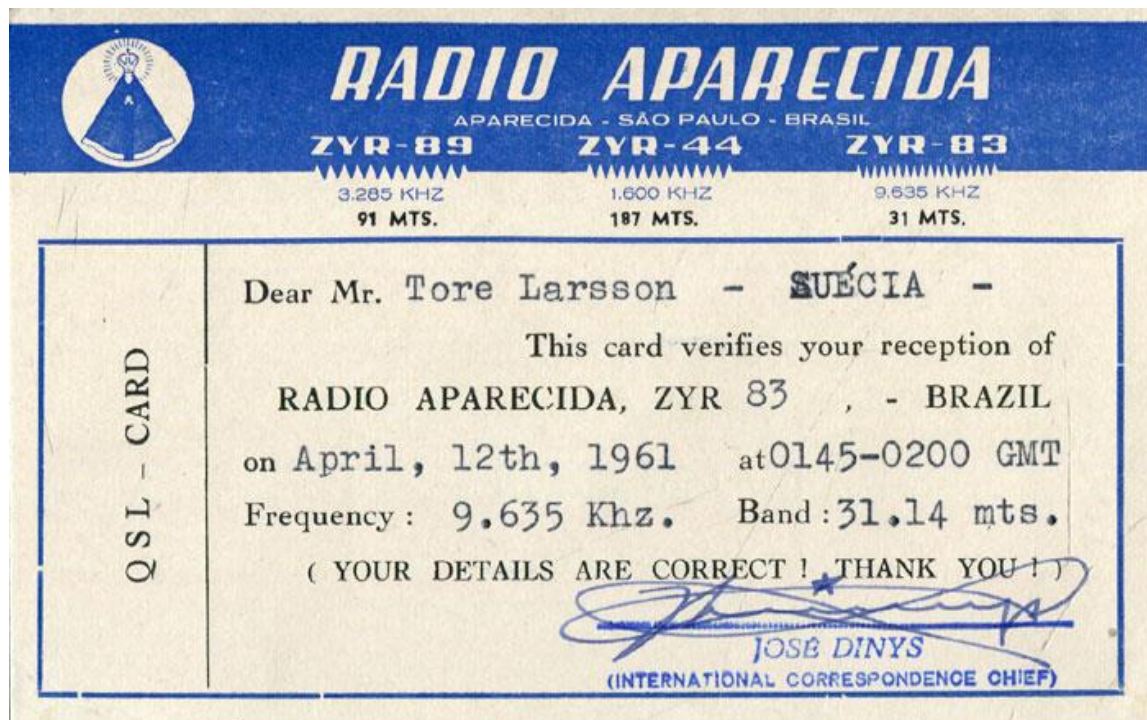 RADIO APARECIDA
APARECIDA - SÃO PAULO - BRASIL
ZYR-89 ZYR-44 ZYR-83
3.285 KHZ 1.600 KHZ 9.635 KHZ
91 MTS. 187 MTS. 31 MTS.
QSL - CARD
Dear Mr. Tore Larsson - SUÉCIA -
This card verifies your reception of
RADIO APARECIDA, ZYR 83 , - BRAZIL
on April, 12th, 1961 at 0145-0200 GMT
Frequency : 9.635 Khz. Band : 31.14 mts.
( YOUR DETAILS ARE CORRECT ! THANK YOU ! )
JOSÉ DINYS
(INTERNATIONAL CORRESPONDENCE CHIEF)